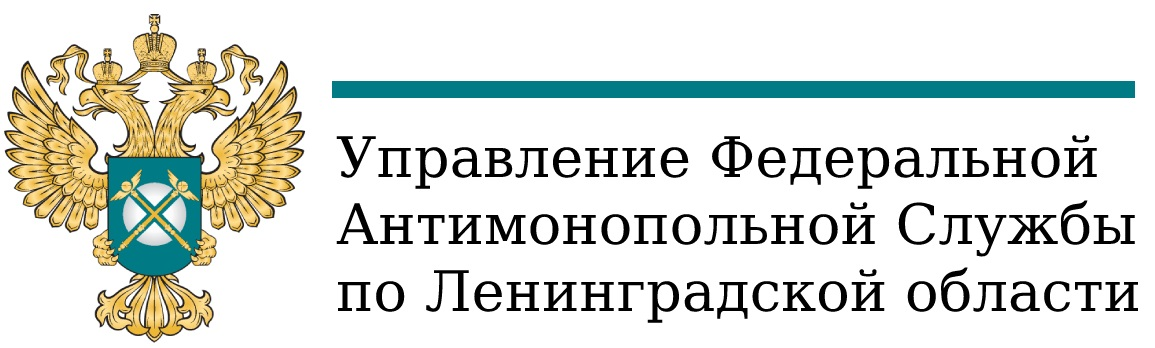 Управление Федеральной
Антимонопольной Службы
по Ленинградской области